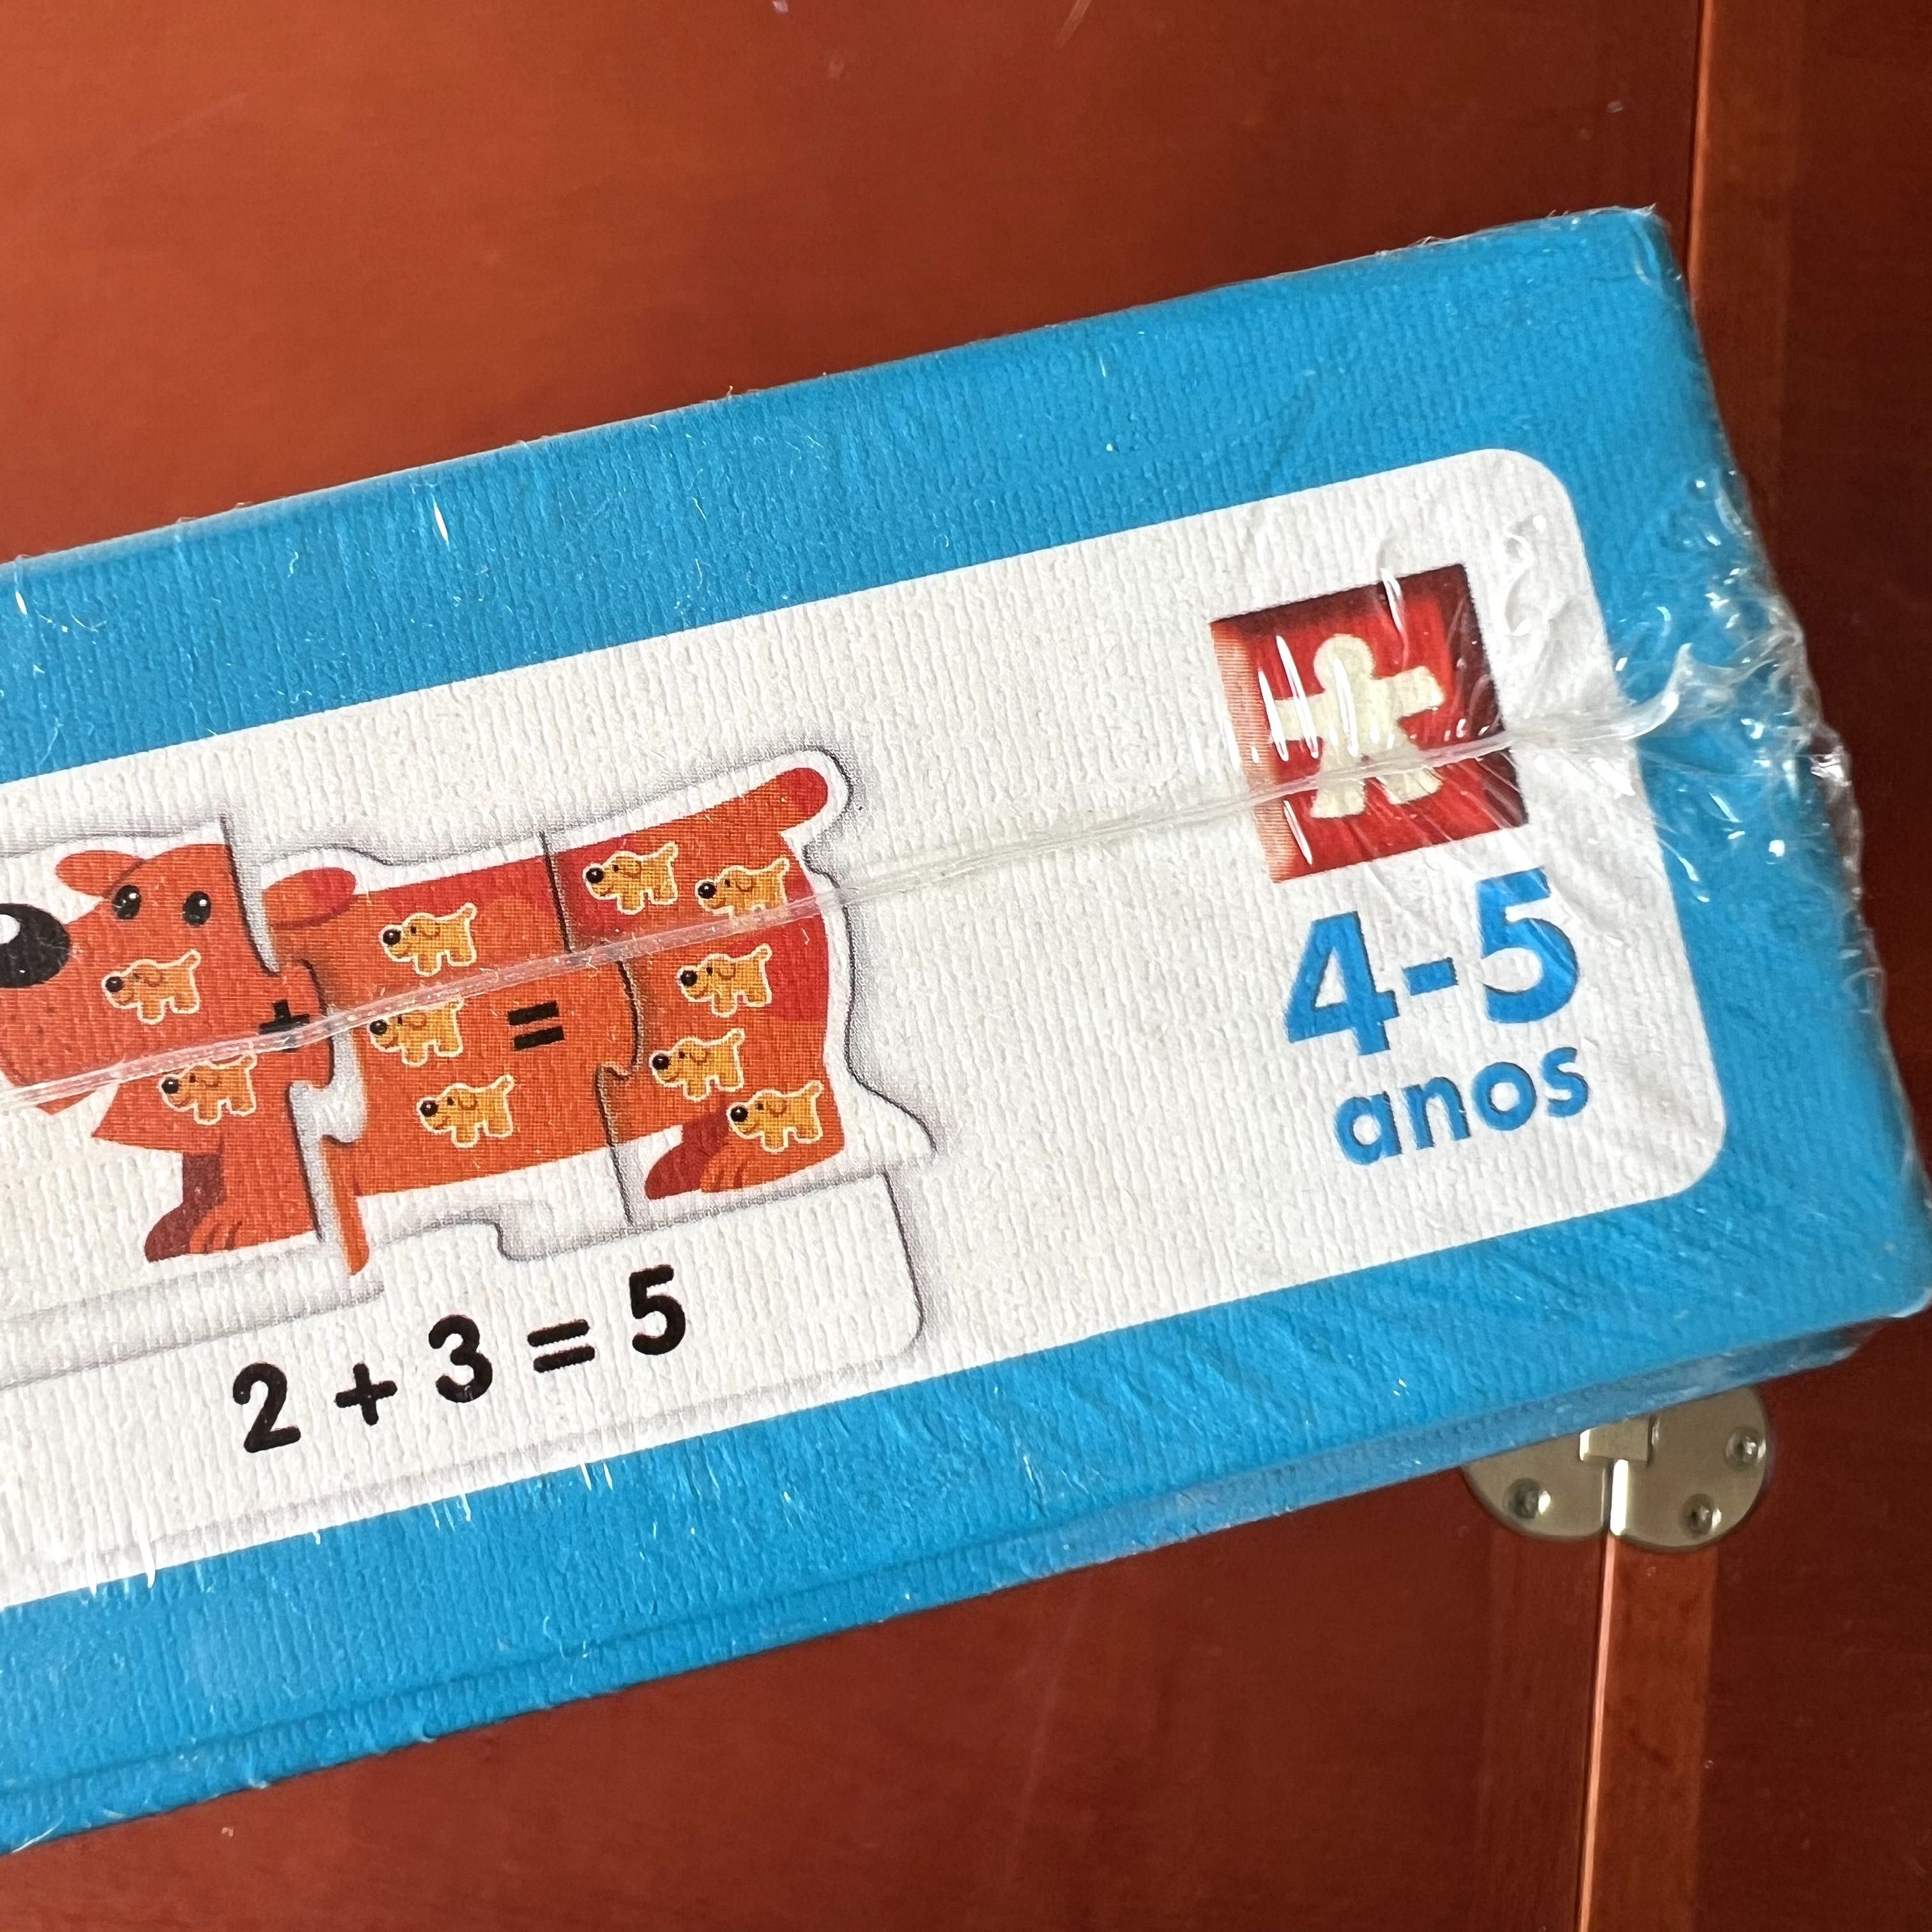 + =
2 + 3 = 5
4-5
anos